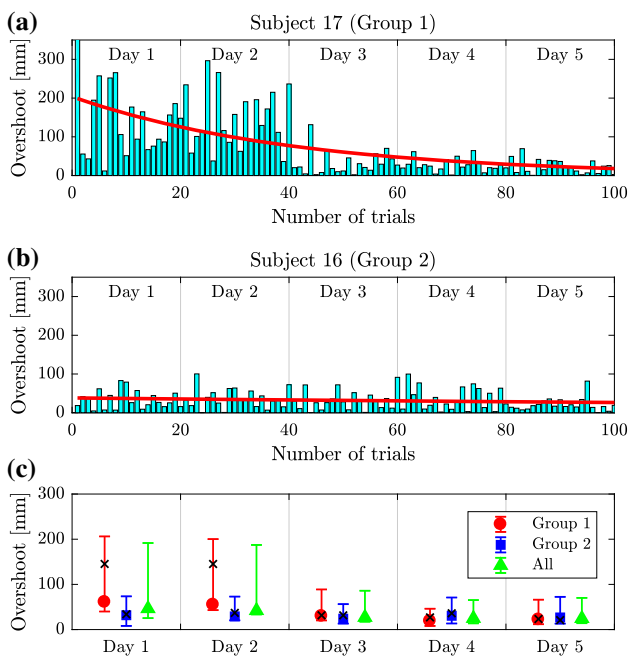 (a)
Subject 17 (Group 1)
Overshoot [mm]
300
200
100
0
Day 1 Day 2 Day 3 Day 4 Day 5
0 20 40 60 80 100
Number of trials
(b)
Subject 16 (Group 2)
Overshoot [mm]
300
200
100
0
Day 1 Day 2 Day 3 Day 4 Day 5
0 20 40 60 80 100
Number of trials
(c)
Overshoot [mm]
300
200
100
0
Group 1
Group 2
All
Day 1 Day 2 Day 3 Day 4 Day 5